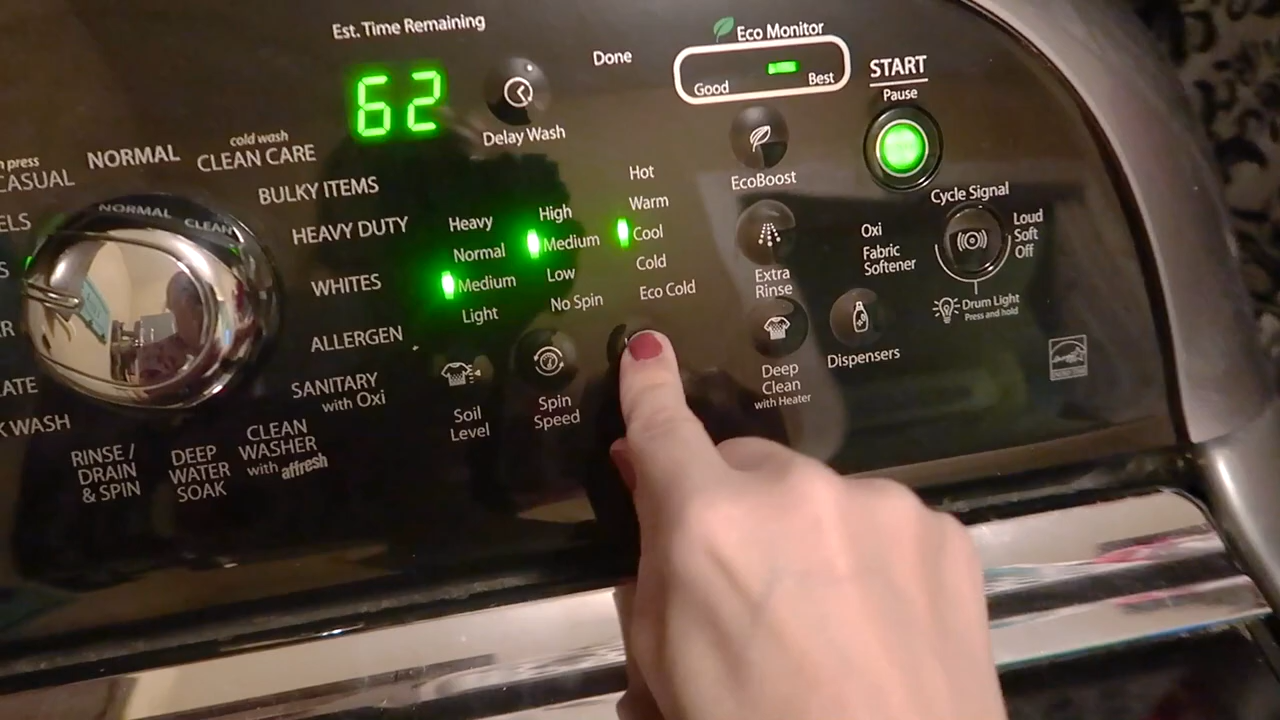 Est. Time Remaining
62
Delay Wash
Done
Eco Monitor
Good
Best
START
Pause
EcoBoost
press
CASUAL
NORMAL
cold wash
CLEAN CARE
BULKY ITEMS
HEAVY DUTY
WHITES
ALLERGEN
SANITARY
with Oxi
CLEAN
WASHER
with affresh
DEEP
WATER
SOAK
RINSE /
DRAIN
& SPIN
WASH
NORMAL
CLEAN
Heavy
Normal
Medium
Light
Soil
Level
High
Medium
Low
No Spin
Spin
Speed
Hot
Warm
Cool
Cold
Eco Cold
Extra
Rinse
Deep
Clean
with Heater
Oxi
Fabric
Softener
Dispensers
Cycle Signal
Loud
Soft
Off
Drum Light
Press and hold